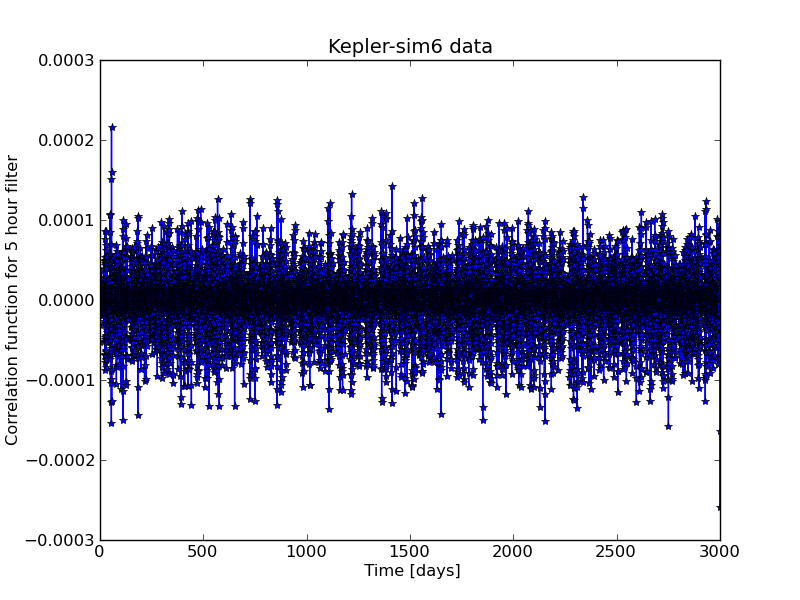 Kepler-sim6 data
Correlation function for 5 hour filter
0.0003
0.0002
0.0001
0.0000
−0.0001
−0.0002
−0.0003
0 500 1000 1500 2000 2500 3000
Time [days]